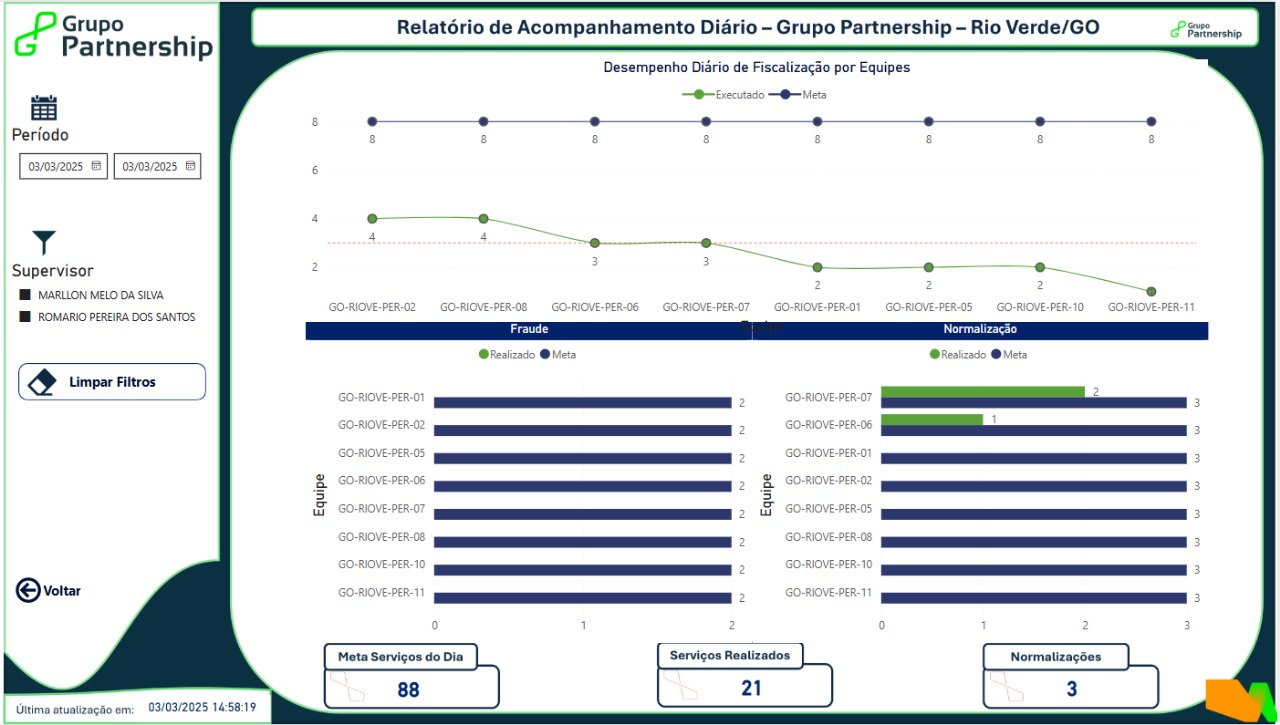 Grupo
Partnership
Relatório de Acompanhamento Diário – Grupo Partnership – Rio Verde/GO
Grupo
Partnership
Período
03/03/2025 03/03/2025
Supervisor
MARLLON MELO DA SILVA
ROMARIO PEREIRA DOS SANTOS
Limpar Filtros
Voltar
Última atualização em: 03/03/2025 14:58:19
Desempenho Diário de Fiscalização por Equipes
Executado Meta
8
6
4
2
8 8 8 8 8 8 8 8
4 4 3 3 2 2 2
GO-RIOVE-PER-02 GO-RIOVE-PER-08 GO-RIOVE-PER-06 GO-RIOVE-PER-07 GO-RIOVE-PER-01 GO-RIOVE-PER-05 GO-RIOVE-PER-10 GO-RIOVE-PER-11
Equipe
Fraude
Realizado Meta
Equipe
GO-RIOVE-PER-01 2
GO-RIOVE-PER-02 2
GO-RIOVE-PER-05 2
GO-RIOVE-PER-06 2
GO-RIOVE-PER-07 2
GO-RIOVE-PER-08 2
GO-RIOVE-PER-10 2
GO-RIOVE-PER-11 2
0 1 2
Normalização
Realizado Meta
Equipe
GO-RIOVE-PER-07 2
3
GO-RIOVE-PER-06 1
3
GO-RIOVE-PER-01 3
GO-RIOVE-PER-02 3
GO-RIOVE-PER-05 3
GO-RIOVE-PER-08 3
GO-RIOVE-PER-10 3
GO-RIOVE-PER-11 3
0 1 2 3
Meta Serviços do Dia
88
Serviços Realizados
21
Normalizações
3